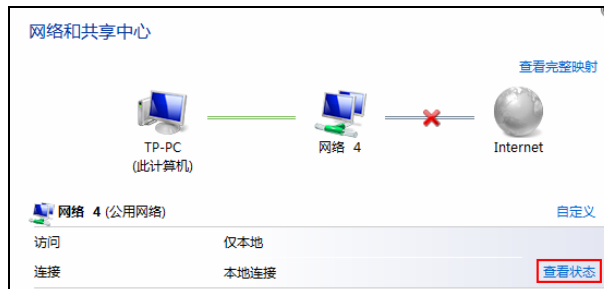 网络和共享中心
查看完整映射
TP-PC 网络 4 Internet
(此计算机)
网络 4 (公用网络) 自定义
访问 仅本地
连接 本地连接 查看状态